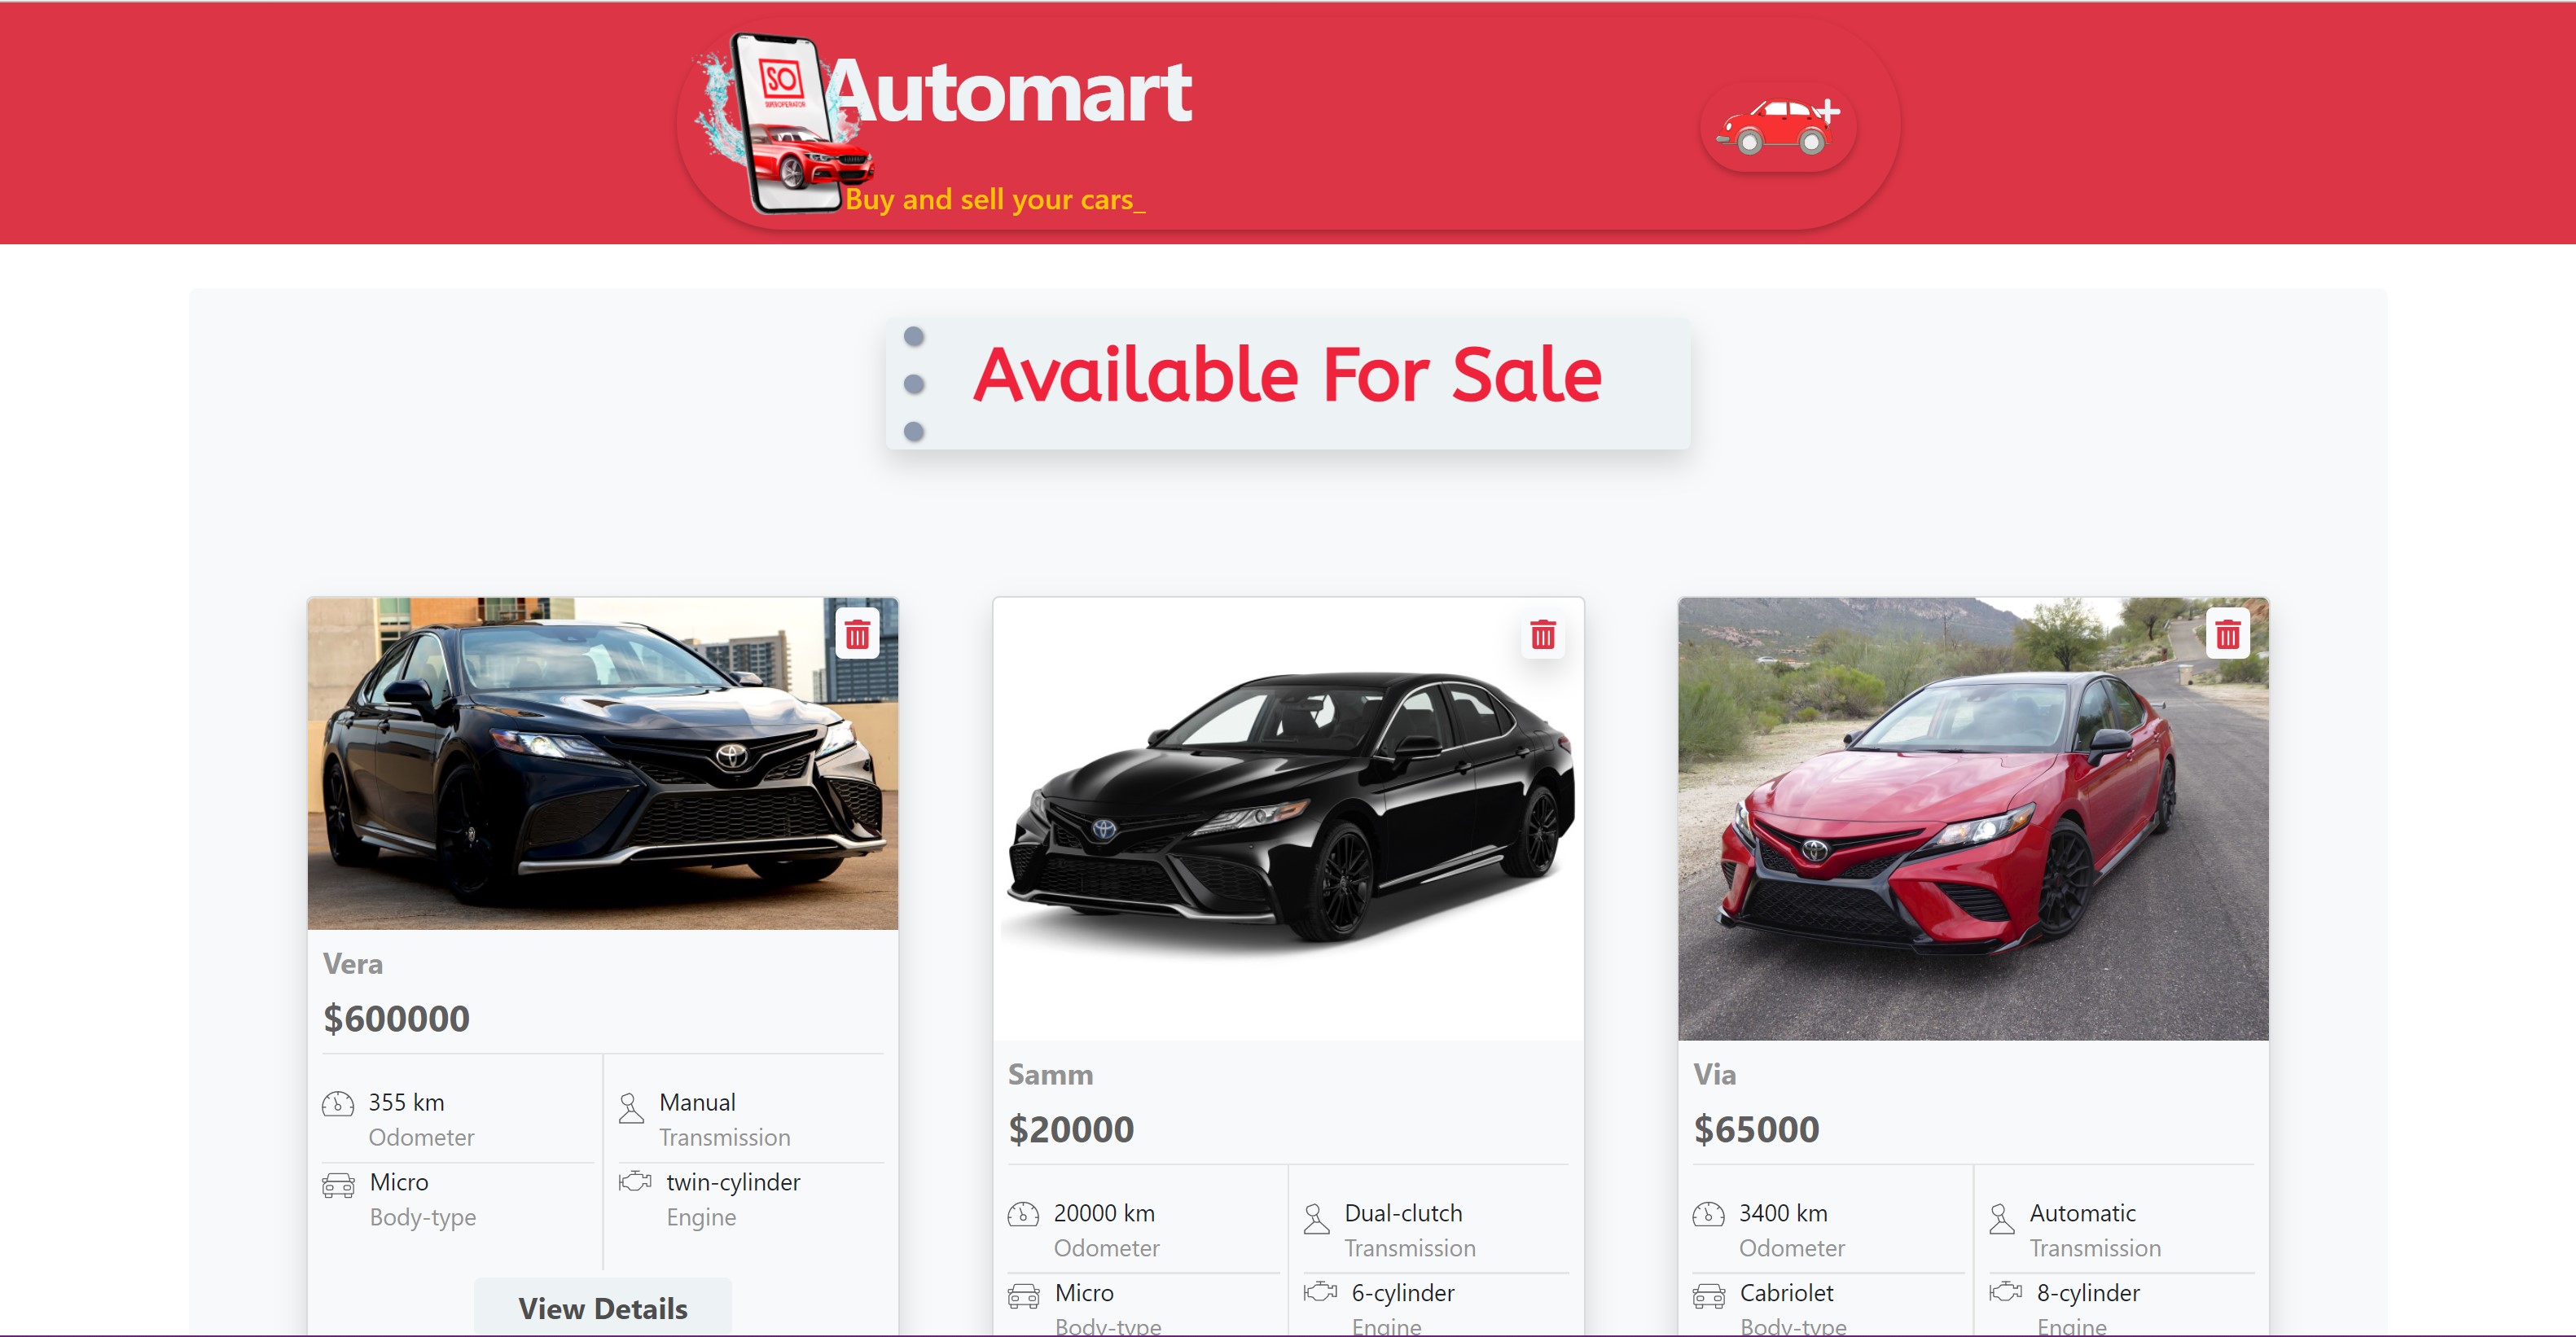 SO
SUPEROPERATOR
Automart
Buy and sell your cars_
Available For Sale
Vera
$600000
355 km
Odometer
Manual
Transmission
Micro
Body-type
twin-cylinder
Engine
View Details
Samm
$20000
20000 km
Odometer
Dual-clutch
Transmission
Micro
Body-type
6-cylinder
Engine
Via
$65000
3400 km
Odometer
Automatic
Transmission
Cabriolet
Body-type
8-cylinder
Engine